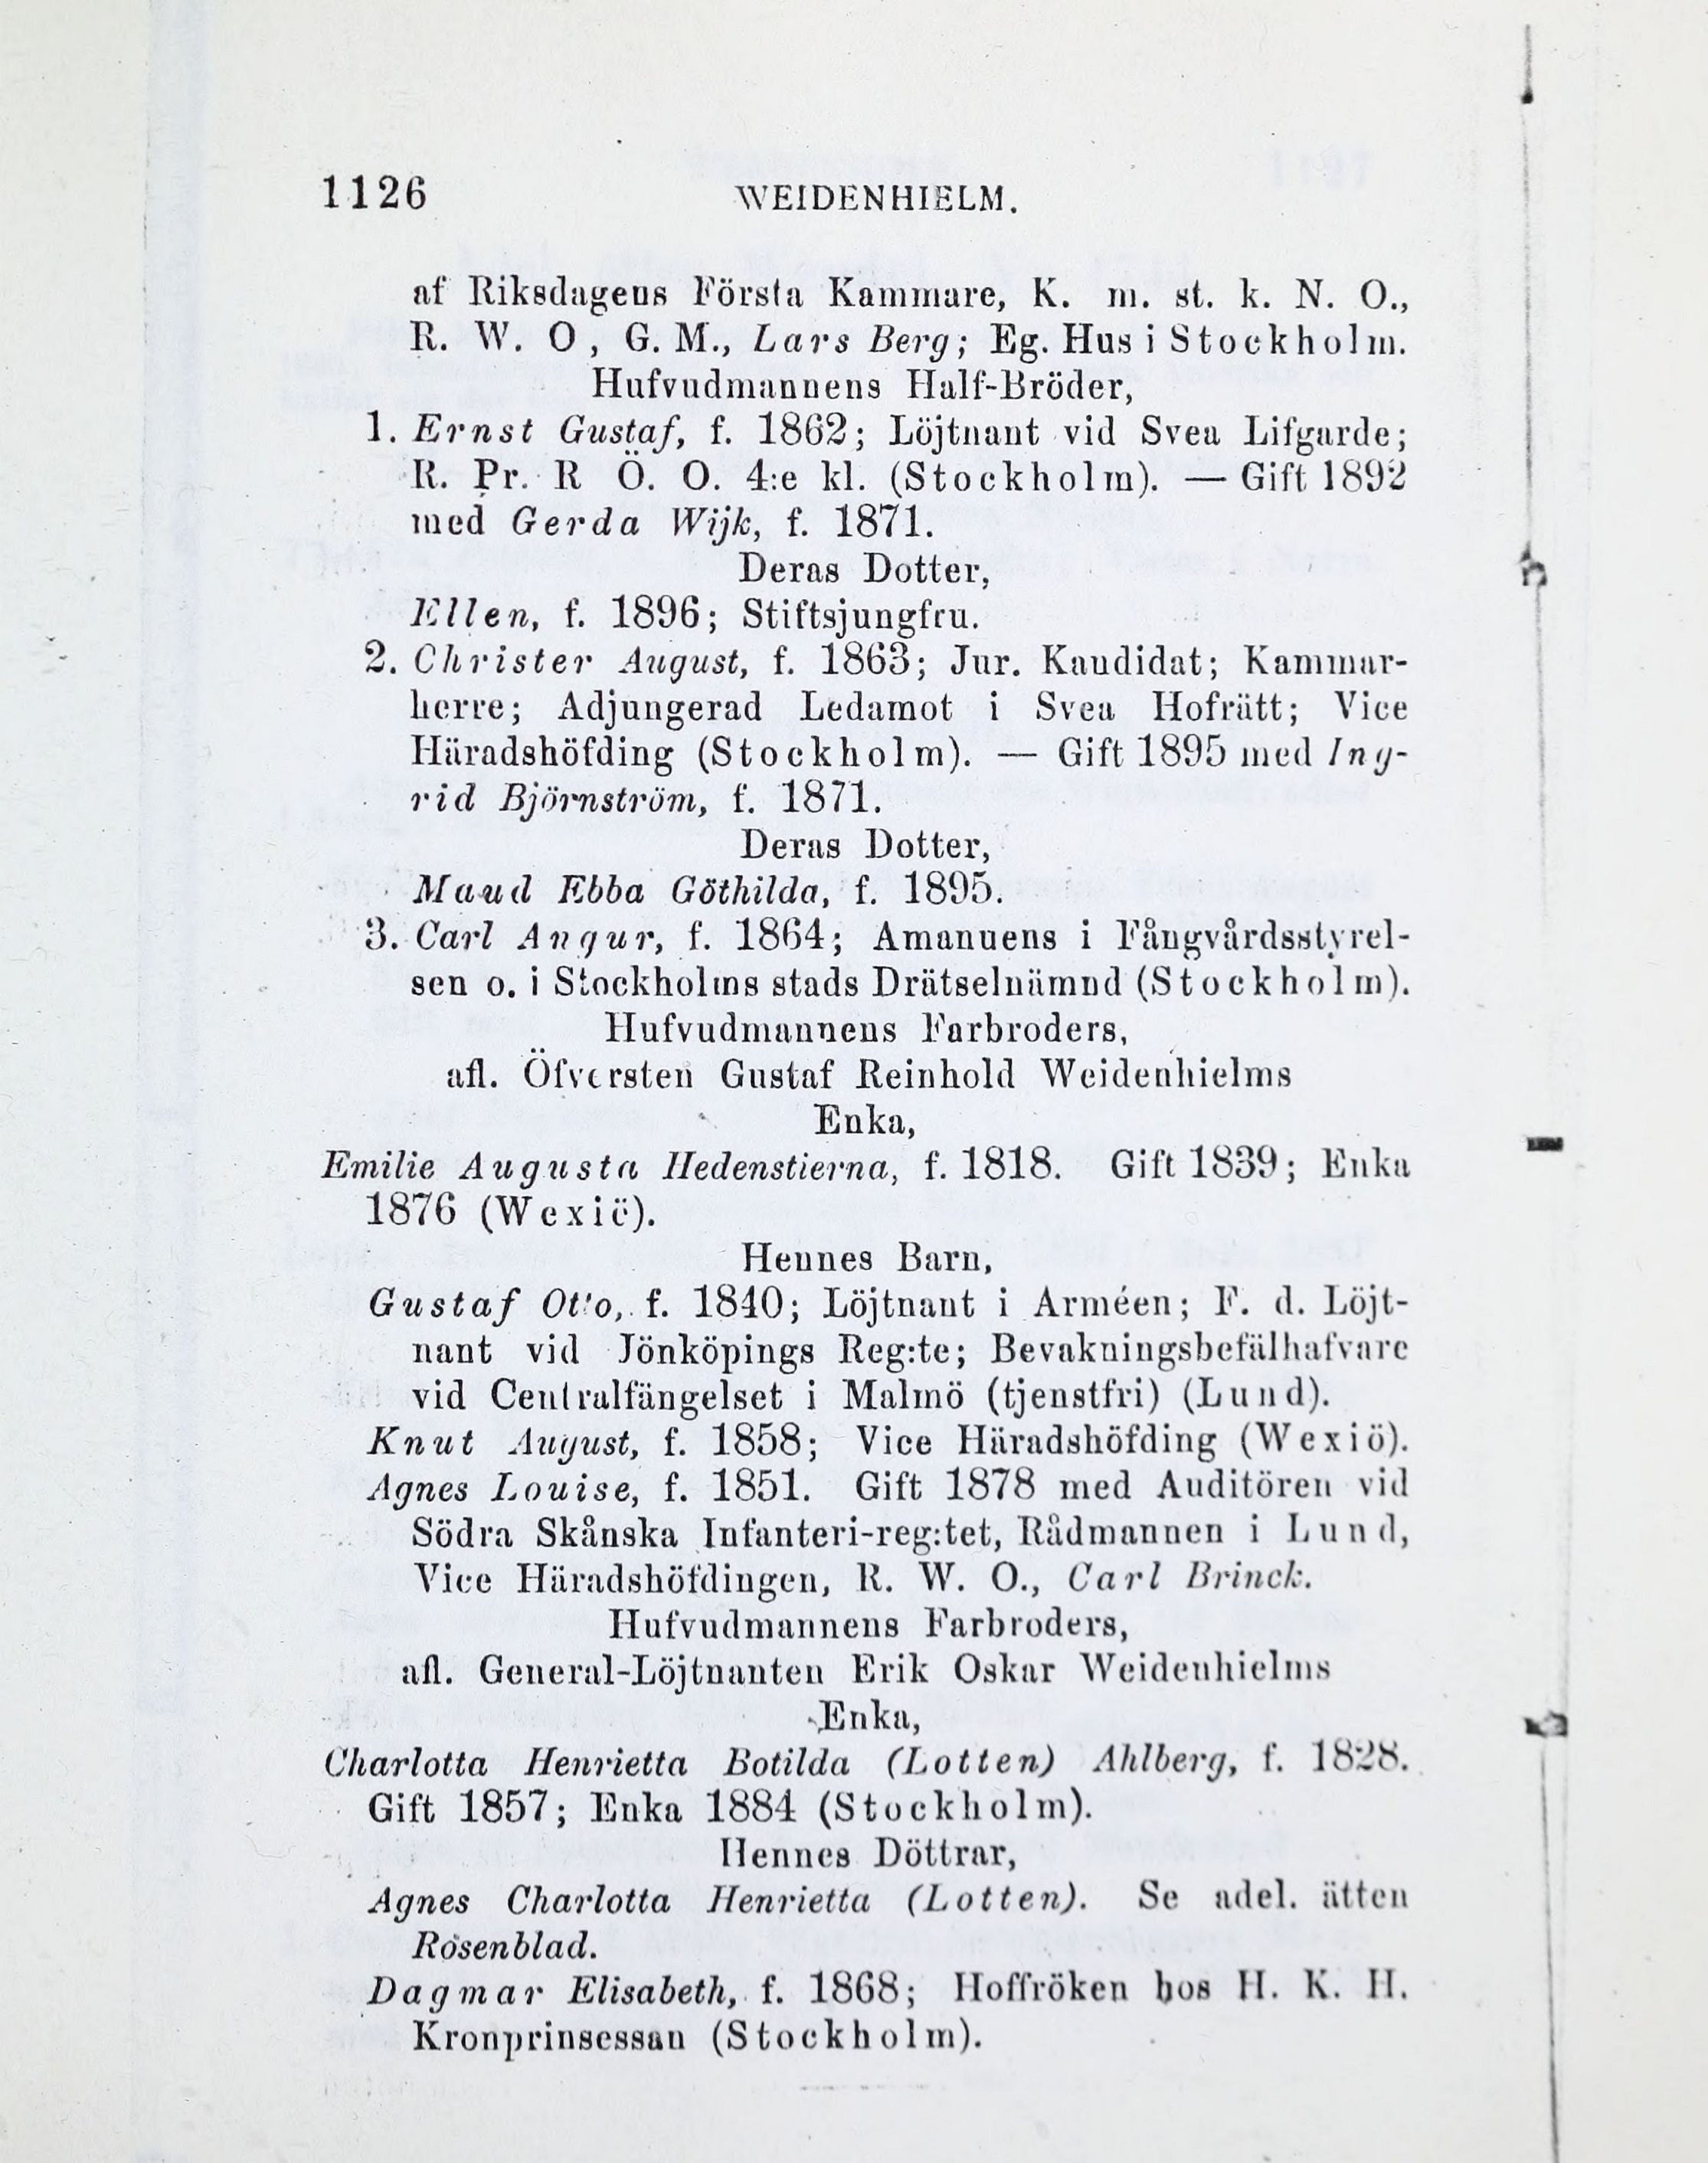 1126 WEIDENHIELM.
af Riksdagens Första Kammare, K. m. st. k. N. O.,
R. W. O , G. M., Lars Berg; Eg. Hus i Stockholm.
Hufvudmannens Half-Bröder,
1. Ernst Gustaf, f. 1862; Löjtnant vid Svea Lifgarde;
R. Pr. R Ö. O. 4:e kl. (Stockholm). — Gift 1892
med Gerda Wijk, f. 1871.
Deras Dotter,
Ellen, f. 1896; Stiftsjungfru.
2. Christer August, f. 1863; Jur. Kandidat; Kammar-
herre; Adjungerad Ledamot i Svea Hofrätt; Vice
Häradshöfding (Stockholm). — Gift 1895 med Ing-
rid Björnström, f. 1871.
Deras Dotter,
Maud Ebba Göthilda, f. 1895.
3. Carl Angur, f. 1864; Amanuens i Fångvårdsstyrel-
sen o. i Stockholms stads Drätselnämnd (Stockholm).
Hufvudmannens Farbroders,
afl. Öfversten Gustaf Reinhold Weidenhielms
Enka,
Emilie Augusta Hedenstierna, f. 1818. Gift 1839; Enka
1876 (Wexiö).
Hennes Barn,
Gustaf Otto, f. 1840; Löjtnant i Arméen; F. d. Löjt-
nant vid Jönköpings Reg:te; Bevakningsbefälhafvare
vid Centralfängelset i Malmö (tjenstfri) (Lund).
Knut August, f. 1858; Vice Häradshöfding (Wexiö).
Agnes Louise, f. 1851. Gift 1878 med Auditören vid
Södra Skånska Infanteri-reg:tet, Rådmannen i Lund,
Vice Häradshöfdingen, R. W. O., Carl Brinck.
Hufvudmannens Farbroders,
afl. General-Löjtnanten Erik Oskar Weidenhielms
Enka,
Charlotta Henrietta Botilda (Lotten) Ahlberg, f. 1828.
Gift 1857; Enka 1884 (Stockholm).
Hennes Döttrar,
Agnes Charlotta Henrietta (Lotten). Se adel. ätten
Rosenblad.
Dagmar Elisabeth, f. 1868; Hoffröken hos H. K. H.
Kronprinsessan (Stockholm).